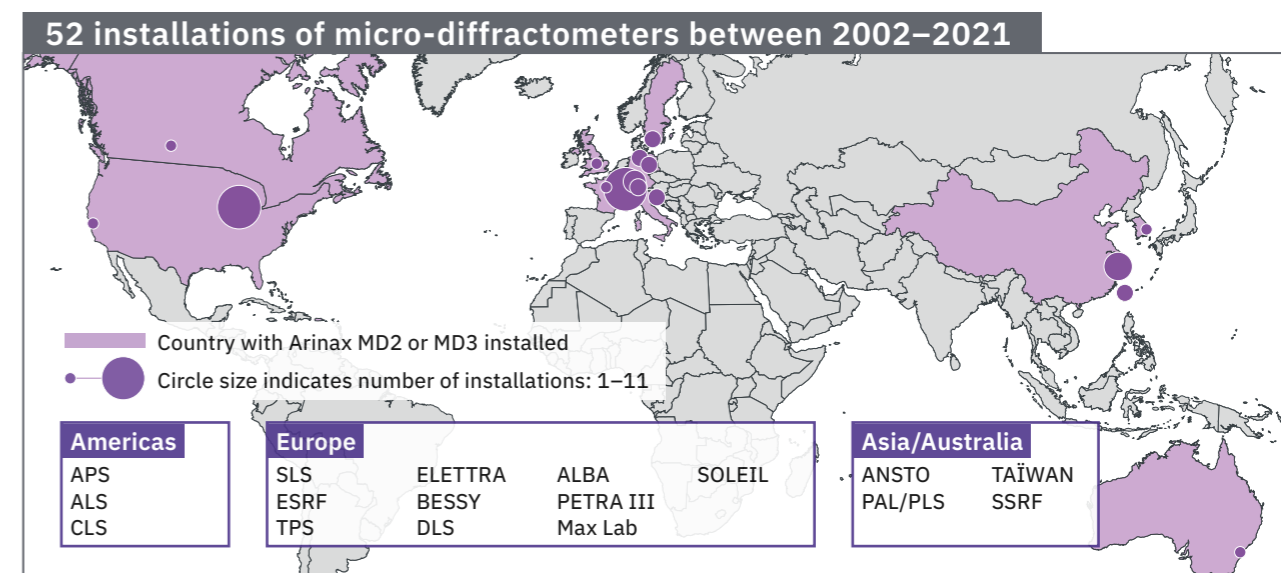 52 installations of micro-diffractometers between 2002–2021
Country with Arinax MD2 or MD3 installed
Circle size indicates number of installations: 1–11
Americas
APS
ALS
CLS
Europe
SLS
ESRF
TPS
ELETTRA
BESSY
DLS
ALBA
PETRA III
Max Lab
SOLEIL
Asia/Australia
ANSTO
PAL/PLS
TAÏWAN
SSRF